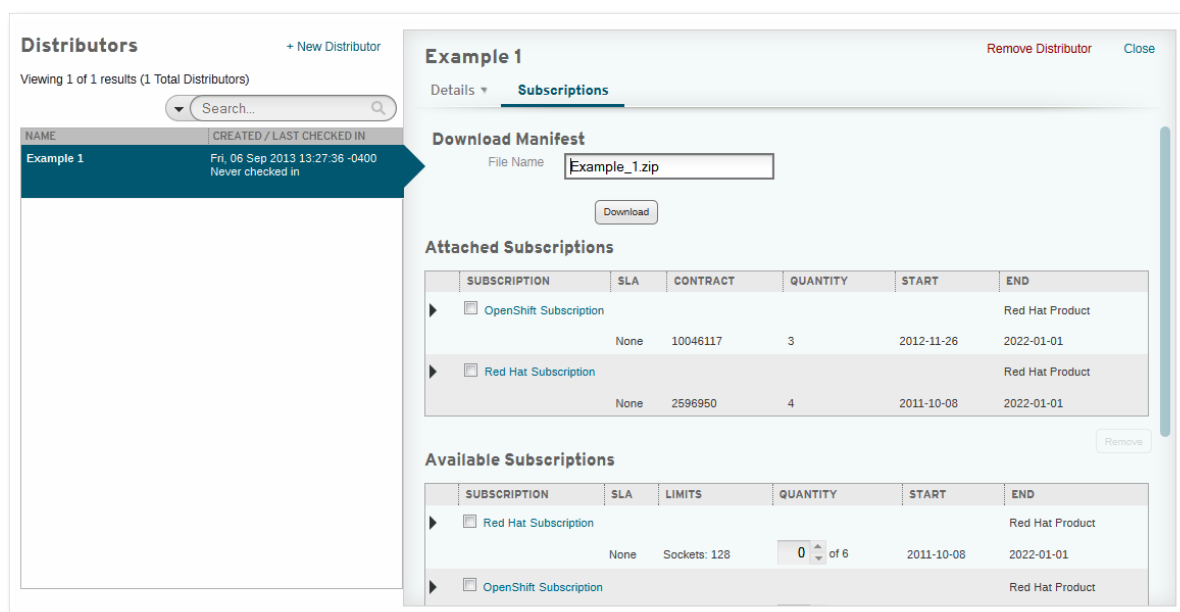 Distributors
+ New Distributor
Viewing 1 of 1 results (1 Total Distributors)
Search...
NAME CREATED / LAST CHECKED IN
Example 1 Fri, 06 Sep 2013 13:27:36 -0400
Never checked in
Example 1
Remove Distributor Close
Details Subscriptions
Download Manifest
File Name Example_1.zip
Download
Attached Subscriptions
SUBSCRIPTION SLA CONTRACT QUANTITY START END
OpenShift Subscription Red Hat Product
None 10046117 3 2012-11-26 2022-01-01
Red Hat Subscription Red Hat Product
None 2596950 4 2011-10-08 2022-01-01
Remove
Available Subscriptions
SUBSCRIPTION SLA LIMITS QUANTITY START END
Red Hat Subscription Red Hat Product
None Sockets: 128 0 of 6 2011-10-08 2022-01-01
OpenShift Subscription Red Hat Product